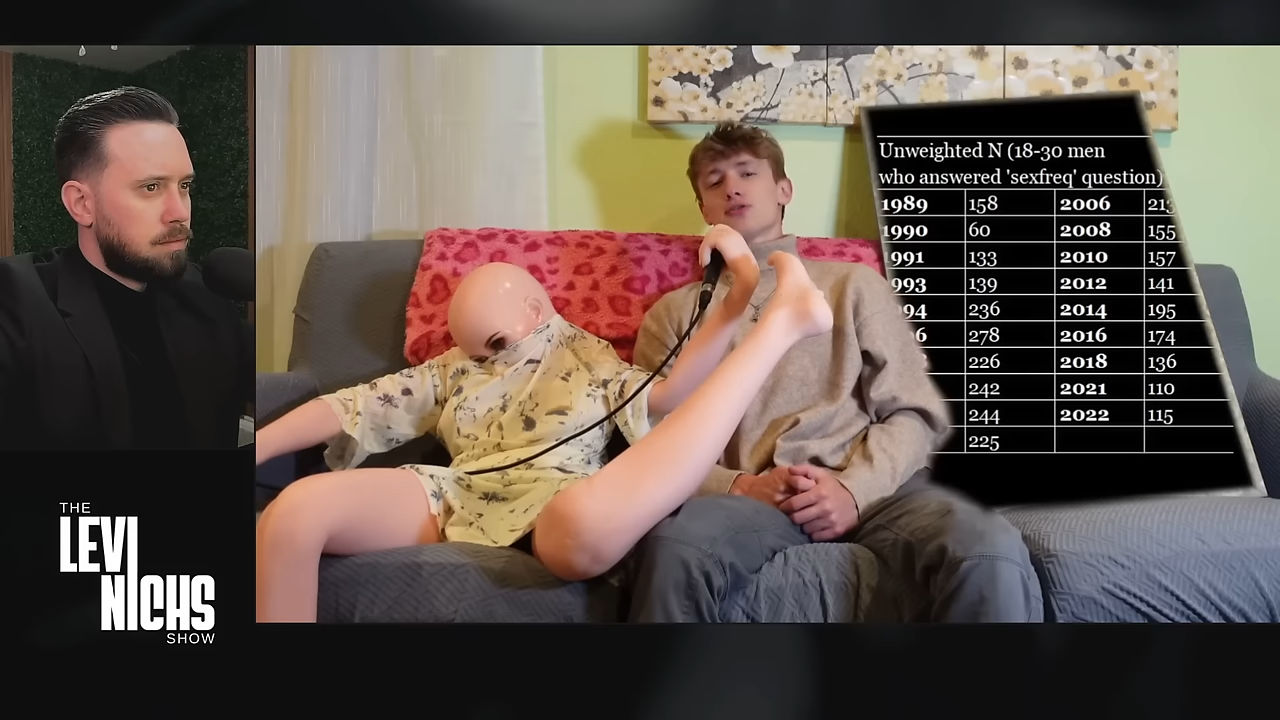 Unweighted N (18-30 men
who answered 'sexfreq' question)
1989 158 2006
1990 60 2008 155
133 2010 157
139 2012 141
236 2014 195
278 2016 174
226 2018 136
242 2021 110
244 2022 115
225
THE
LEVI
NICHS
SHOW